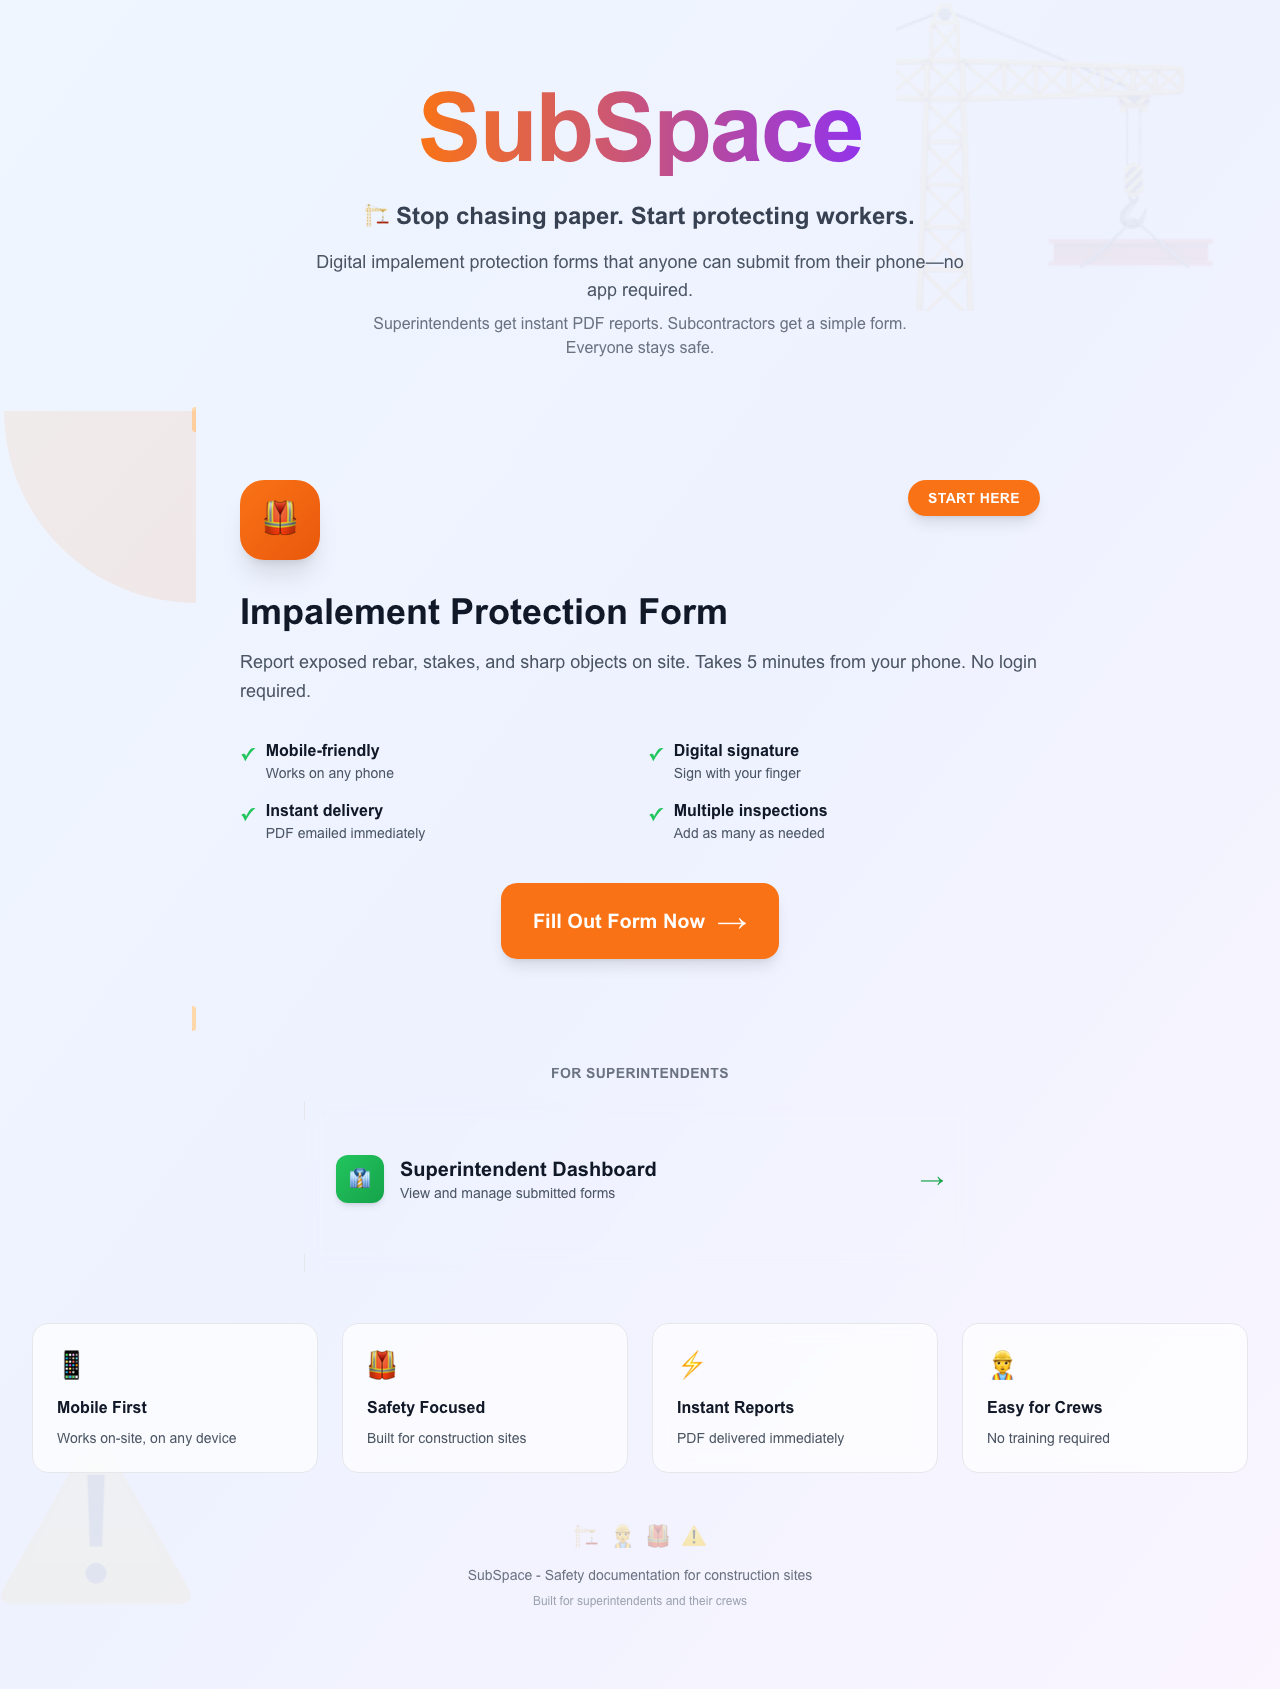 SubSpace
🏗️ Stop chasing paper. Start protecting workers.
Digital impalement protection forms that anyone can submit from their phone—no
app required.
Superintendents get instant PDF reports. Subcontractors get a simple form.
Everyone stays safe.
START HERE
Impalement Protection Form
Report exposed rebar, stakes, and sharp objects on site. Takes 5 minutes from your phone. No login
required.
✓ Mobile-friendly
Works on any phone
✓ Digital signature
Sign with your finger
✓ Instant delivery
PDF emailed immediately
✓ Multiple inspections
Add as many as needed
Fill Out Form Now →
FOR SUPERINTENDENTS
Superintendent Dashboard
View and manage submitted forms
→
Mobile First
Works on-site, on any device
Safety Focused
Built for construction sites
Instant Reports
PDF delivered immediately
Easy for Crews
No training required
SubSpace - Safety documentation for construction sites
Built for superintendents and their crews